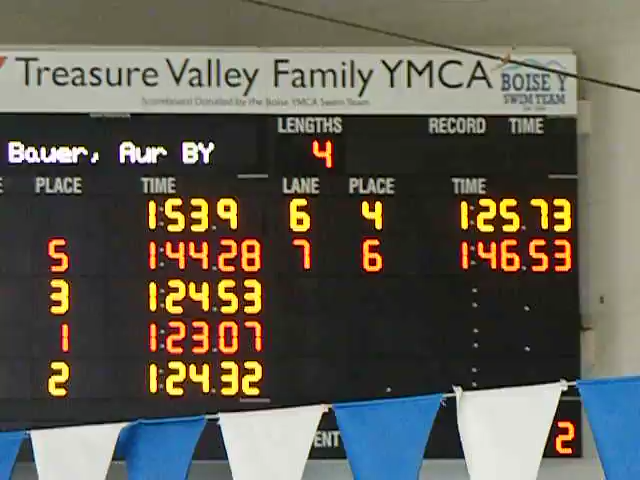 Treasure Valley Family YMCA
BOISE Y
SWIM TEAM
Scoreboard Donated by the Boise YMCA Swim Team
LENGTHS RECORD TIME
Bauer, Aur BY 4
PLACE TIME LANE PLACE TIME
1:53.9 6 4 1:25.73
5 1:44.28 7 6 1:46.53
3 1:24.53
1 1:23.07
2 1:24.32
2